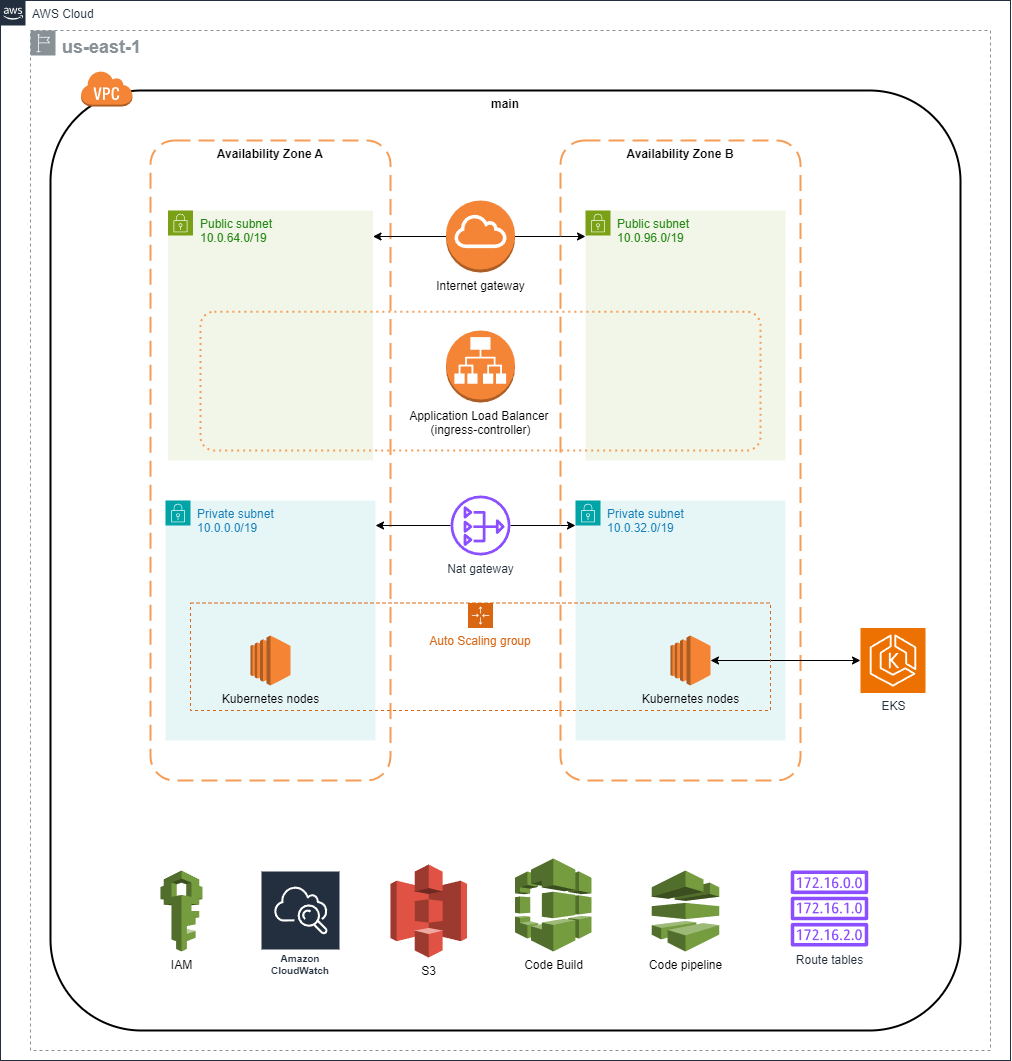 aws
AWS Cloud
us-east-1
VPC
main
Availability Zone A
Availability Zone B
Public subnet
10.0.64.0/19
Public subnet
10.0.96.0/19
Internet gateway
Application Load Balancer
(ingress-controller)
Private subnet
10.0.0.0/19
Private subnet
10.0.32.0/19
Nat gateway
Auto Scaling group
Kubernetes nodes
Kubernetes nodes
K
EKS
IAM
Amazon
CloudWatch
S3
Code Build
Code pipeline
172.16.0.0
172.16.1.0
172.16.2.0
Route tables